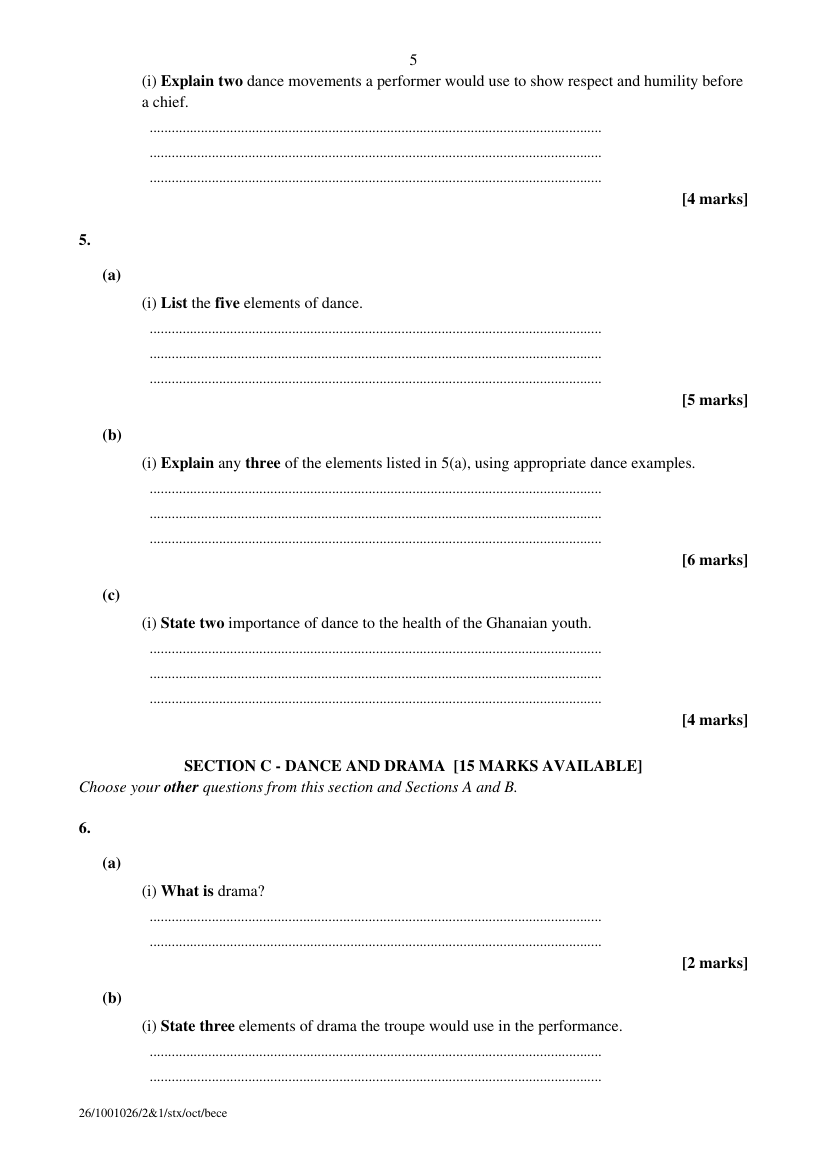 5
(i) Explain two dance movements a performer would use to show respect and humility before
a chief.
..........................................................................................................................
..........................................................................................................................
..........................................................................................................................
[4 marks]
5.
(a)
(i) List the five elements of dance.
..........................................................................................................................
..........................................................................................................................
..........................................................................................................................
[5 marks]
(b)
(i) Explain any three of the elements listed in 5(a), using appropriate dance examples.
..........................................................................................................................
..........................................................................................................................
..........................................................................................................................
[6 marks]
(c)
(i) State two importance of dance to the health of the Ghanaian youth.
..........................................................................................................................
..........................................................................................................................
..........................................................................................................................
[4 marks]
SECTION C - DANCE AND DRAMA [15 MARKS AVAILABLE]
Choose your other questions from this section and Sections A and B.
6.
(a)
(i) What is drama?
..........................................................................................................................
..........................................................................................................................
[2 marks]
(b)
(i) State three elements of drama the troupe would use in the performance.
..........................................................................................................................
..........................................................................................................................
26/1001026/2&1/stx/oct/bece